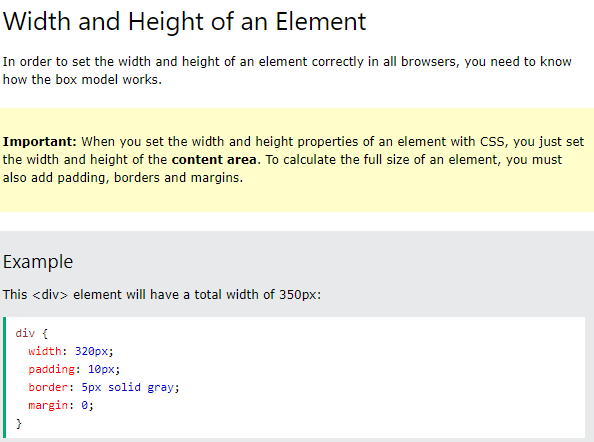 Width and Height of an Element
In order to set the width and height of an element correctly in all browsers, you need to know
how the box model works.
Important: When you set the width and height properties of an element with CSS, you just set
the width and height of the content area. To calculate the full size of an element, you must
also add padding, borders and margins.
Example
This <div> element will have a total width of 350px:
div {
  width: 320px;
  padding: 10px;
  border: 5px solid gray;
  margin: 0;
}